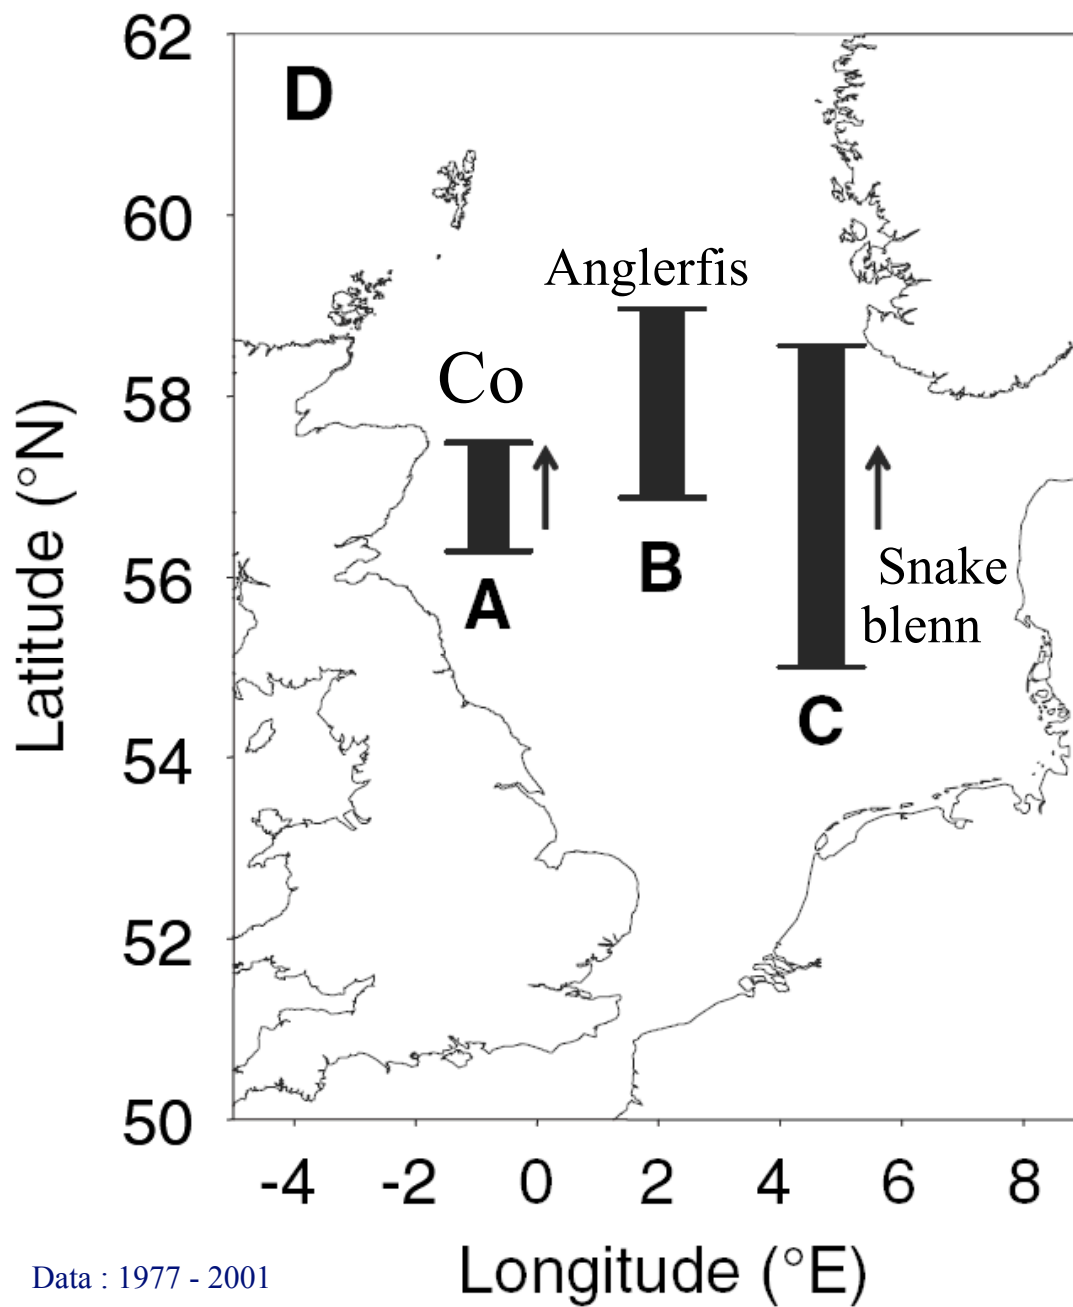 62
D
60
Anglerfis
Co
58
56
A
B
Snake
blenn
C
54
52
50
Latitude (°N)
-4 -2 0 2 4 6 8
Longitude (°E)
Data : 1977 - 2001